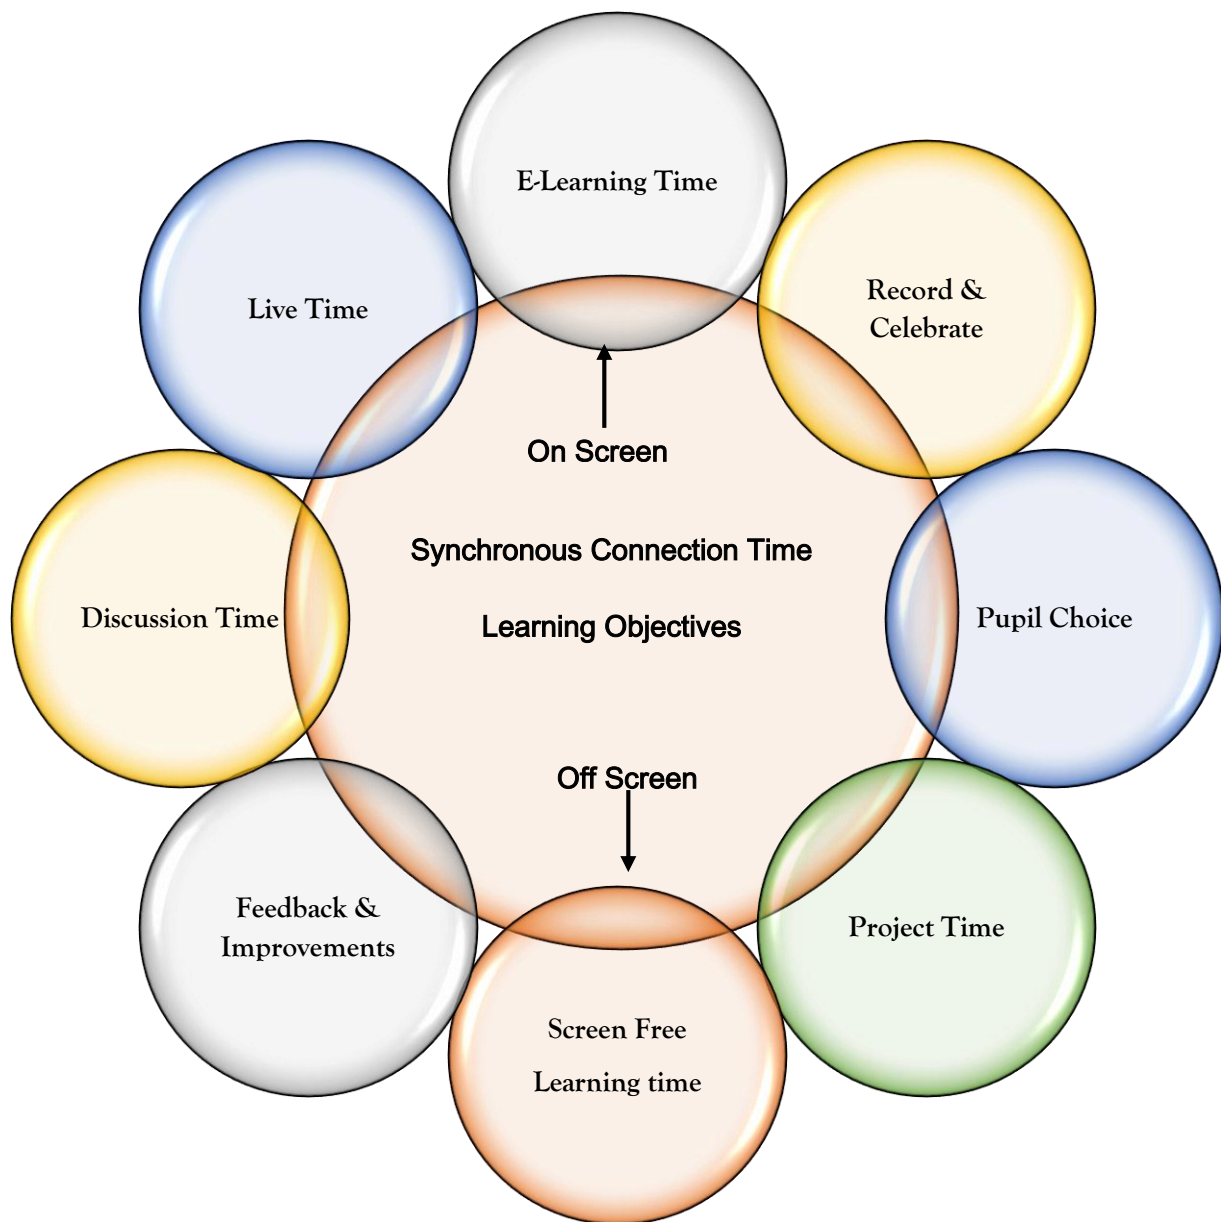 E-Learning Time
Record &
Celebrate
Live Time
On Screen
Synchronous Connection Time
Learning Objectives
Discussion Time
Pupil Choice
Off Screen
Feedback &
Improvements
Project Time
Screen Free
Learning time